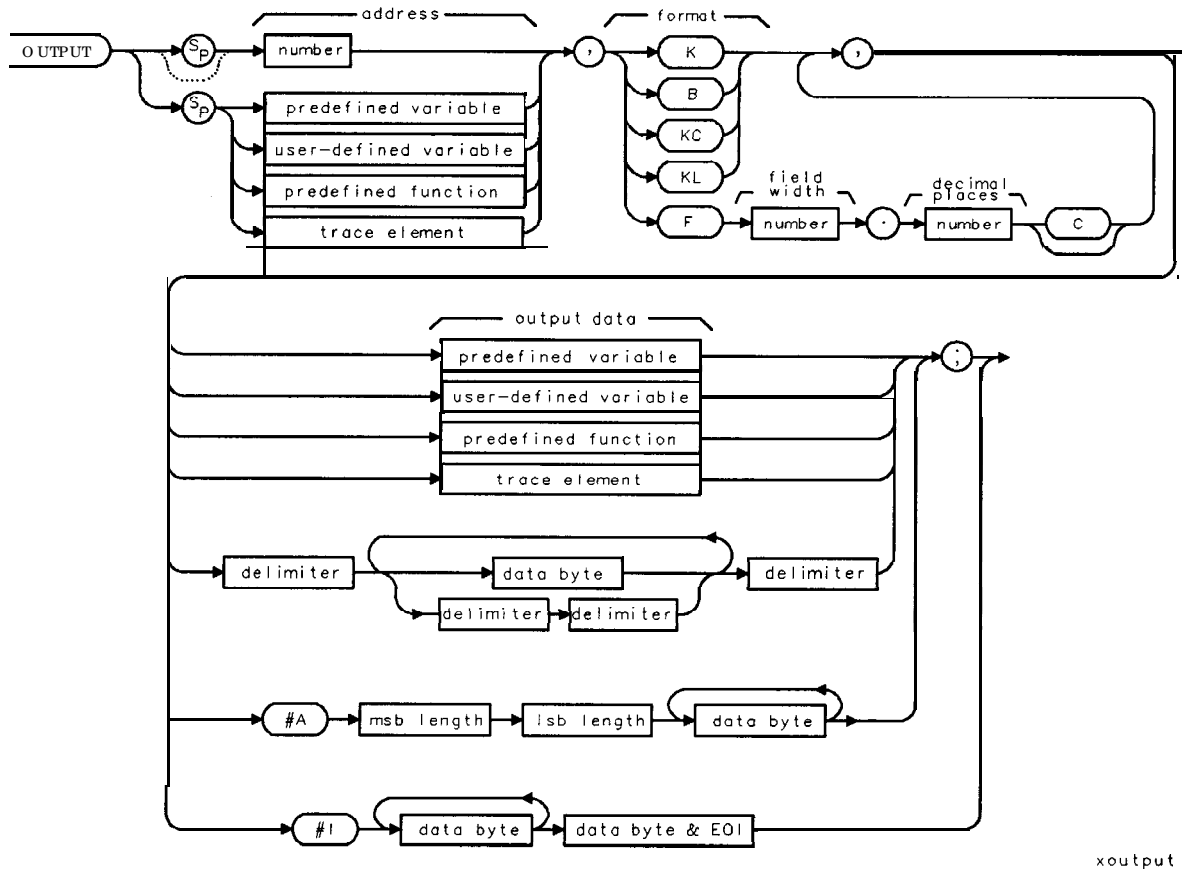 address
format
OUTPUT
Sp
number
,
K
,
Sp
predefined variable
B
user-defined variable
KC
predefined function
KL
field width
decimal places
trace element
F
number
.
number
C
output data
predefined variable
;
user-defined variable
predefined function
trace element
delimiter
data byte
delimiter
delimiter
delimiter
#A
msb length
lsb length
data byte
#I
data byte
data byte & EOI
xoutput